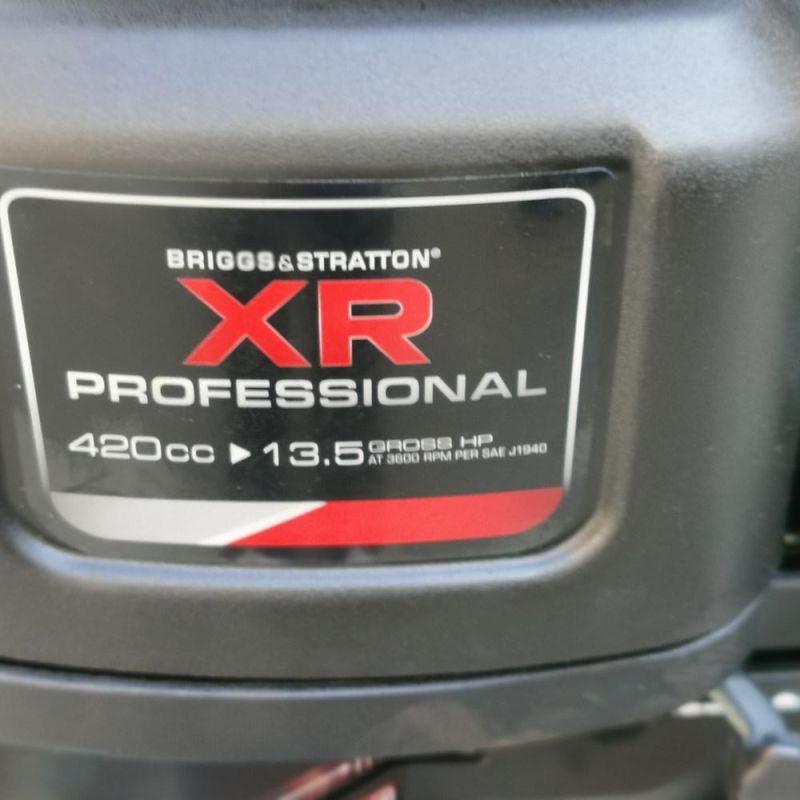 BRIGGS&STRATTON®
XR
PROFESSIONAL
420cc ▶ 13.5 GROSS HP
AT 3600 RPM PER SAE J1940